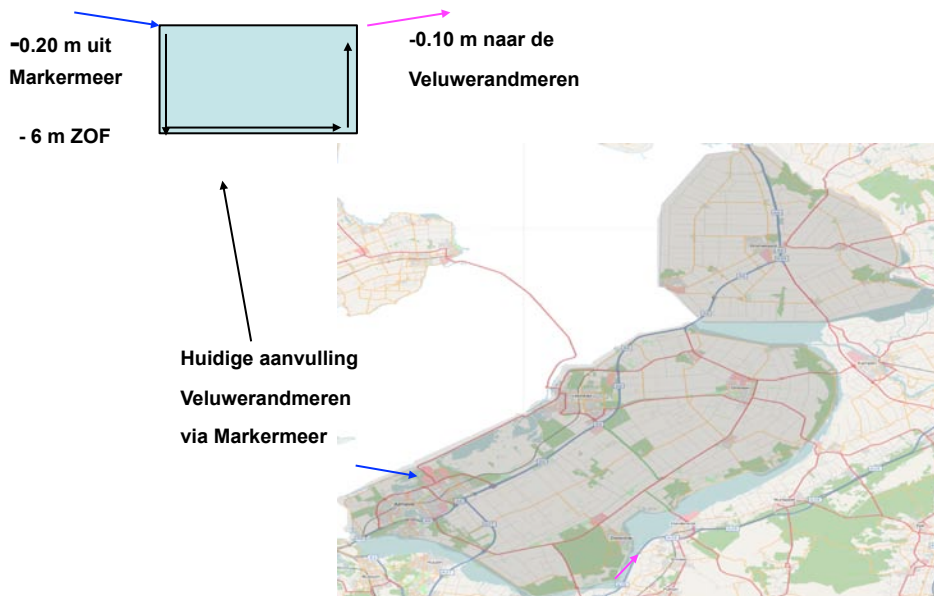 -0.20 m uit
Markermeer
- 6 m ZOF
-0.10 m naar de
Veluwerandmeren
Huidige aanvulling
Veluwerandmeren
via Markermeer